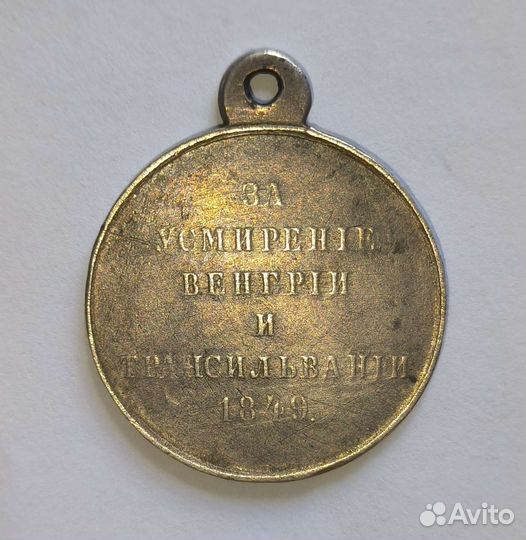 ЗА
УСМИРЕНІЕ
ВЕНГРІИ
И
ТРАНСИЛЬВАНІИ
1849.
Avito